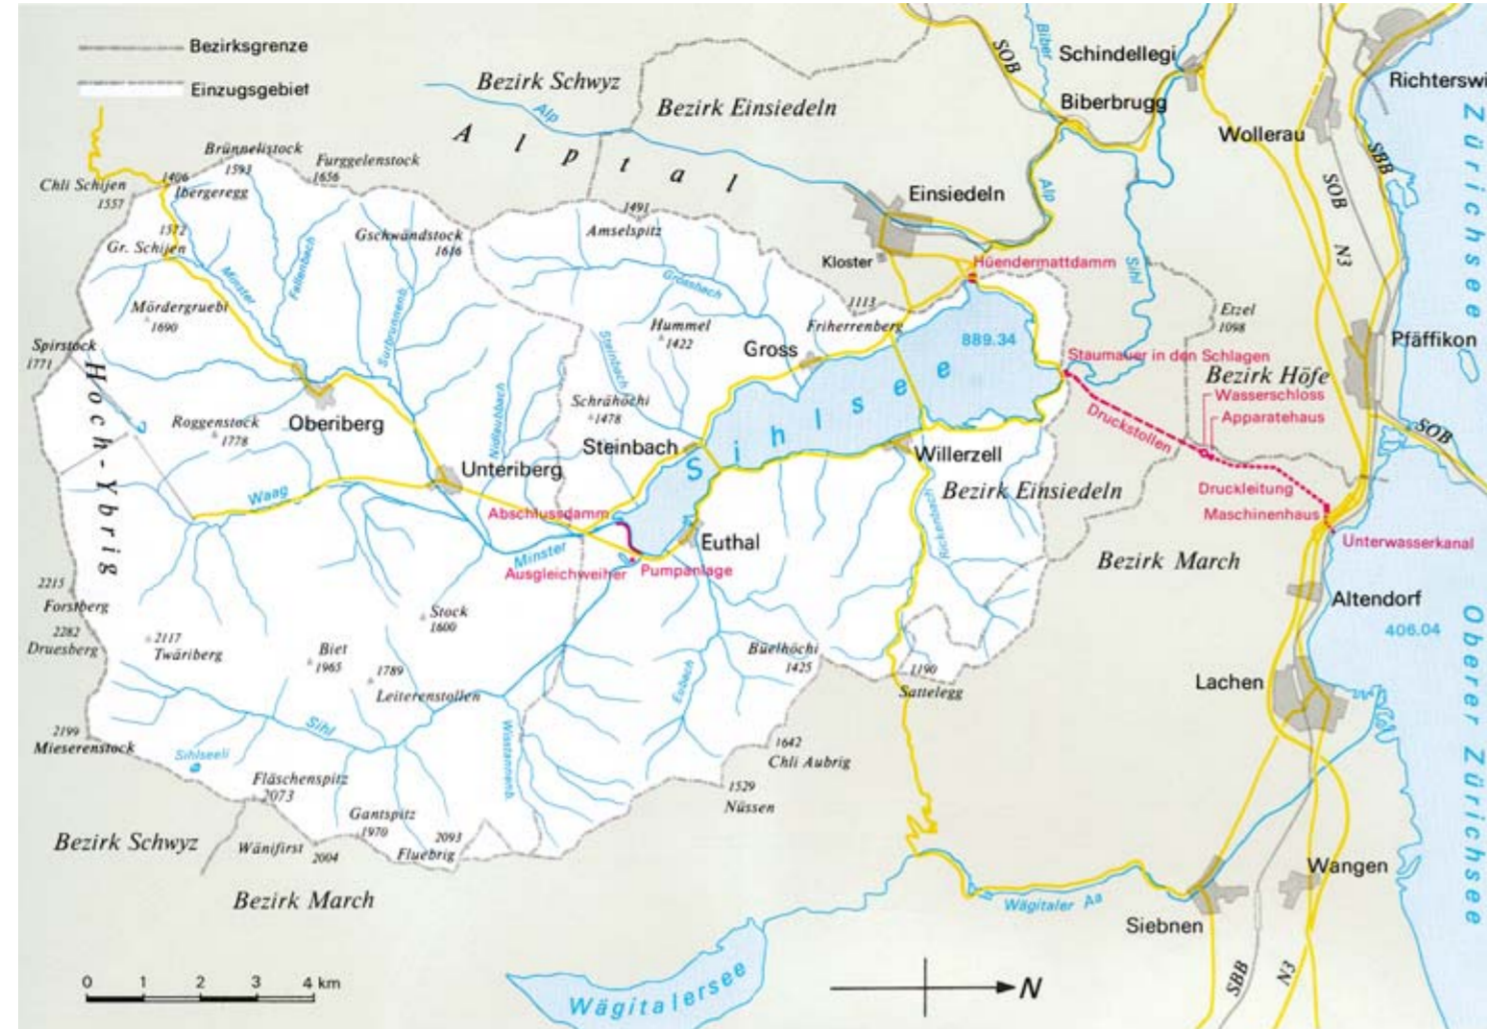 Bezirksgrenze
Einzugsgebiet
Bezirk Schwyz
Bezirk Einsiedeln
Alp
Alptal
SOB
Biber
Schindellegi
Biberbrugg
Wollerau
Richterswi
SBB
SOB
N3
Zürichsee
Brünnelistock
1593
Furggelenstock
1656
Chli Schijen
1557
1406
Ibergeregg
1572
Gr. Schijen
Gschwändstock
1616
1491
Amselspitz
Einsiedeln
Kloster
Alp
Sihl
Hüendermattdamm
Minster
Fallenbach
Surbrunnenb.
Grossbach
Mördergruebi
1690
Hummel
1422
1113
Friherrenberg
Gross
889.34
Etzel
1098
Pfäffikon
Spirstock
1771
Staumauer in den Schlagen
Bezirk Höfe
Wasserschloss
Apparatehaus
Druckstollen
SOB
Hoch-Ybrig
Steinbach
Nidlaubbach
Schrähöchi
1478
Roggenstock
1778
Oberiberg
Steinbach
Sihlsee
Willerzell
Unteriberg
Waag
Bezirk Einsiedeln
Rickenbach
Druckleitung
Maschinenhaus
Unterwasserkanal
Abschlussdamm
Minster
Euthal
Ausgleichweiher
Pumpanlage
Bezirk March
2215
Forstberg
2282
Druesberg
2117
Twäriberg
Stock
1600
Biet
1965
1789
Leiterenstollen
Büelhöchi
1425
Eubach
1190
Sattelegg
Altendorf
406.04
Oberer Zürichsee
Lachen
2199
Mieserenstock
Sihlseeli
Sihl
1642
Chli Aubrig
1529
Nüssen
Fläschenspitz
2073
Gantspitz
1970
2093
Fluebrig
Wänifirst
2004
Bezirk Schwyz
Bezirk March
Wangen
Siebnen
Wägitaler Aa
Wägitalersee
SBB
N3
0 1 2 3 4 km
N